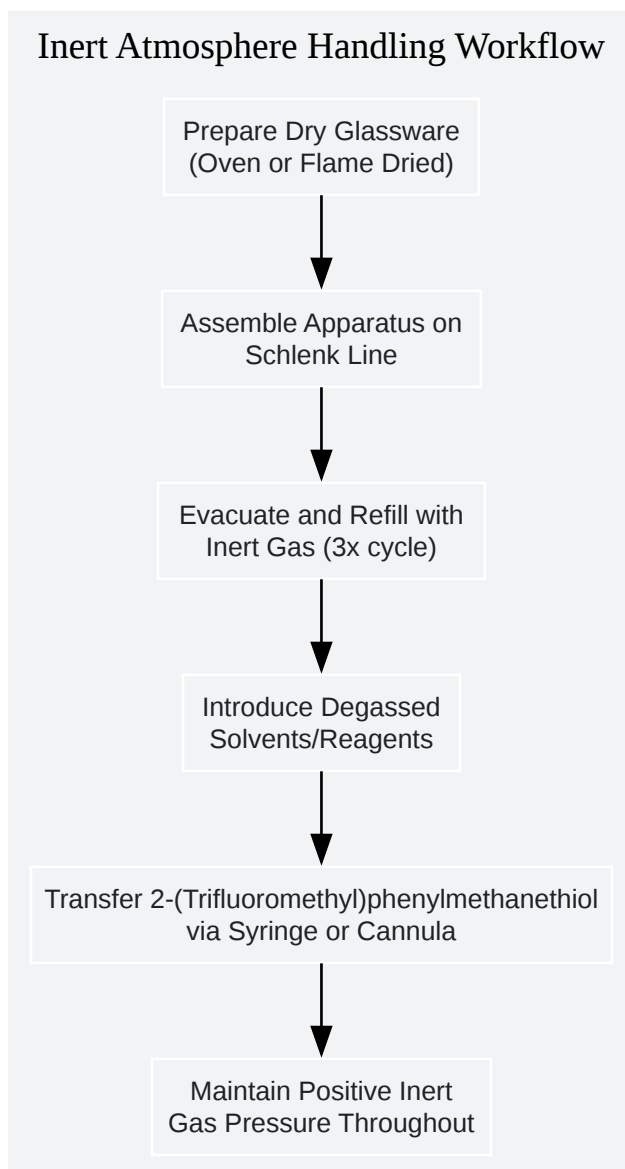 Inert Atmosphere Handling Workflow
Prepare Dry Glassware
(Oven or Flame Dried)
Assemble Apparatus on
Schlenk Line
Evacuate and Refill with
Inert Gas (3x cycle)
Introduce Degassed
Solvents/Reagents
Transfer 2-(Trifluoromethyl)phenylmethanethiol
via Syringe or Cannula
Maintain Positive Inert
Gas Pressure Throughout